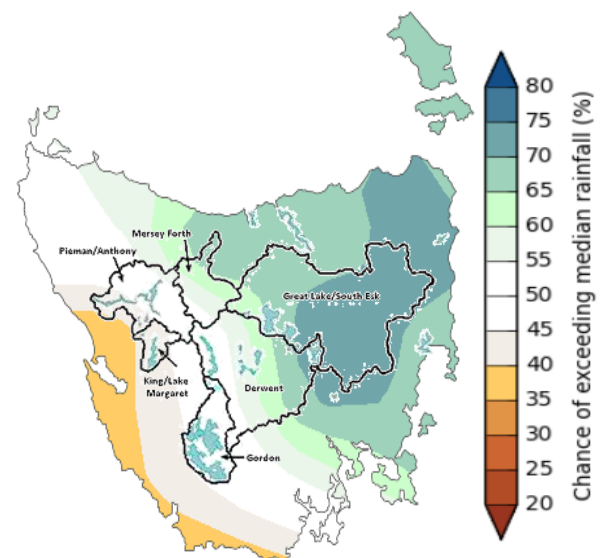 Mersey Forth
Pieman/Anthony
Great Lake/South Esk
King/Lake
Margaret
Derwent
Gordon
80
75
70
65
60
55
50
45
40
35
30
25
20
Chance of exceeding median rainfall (%)